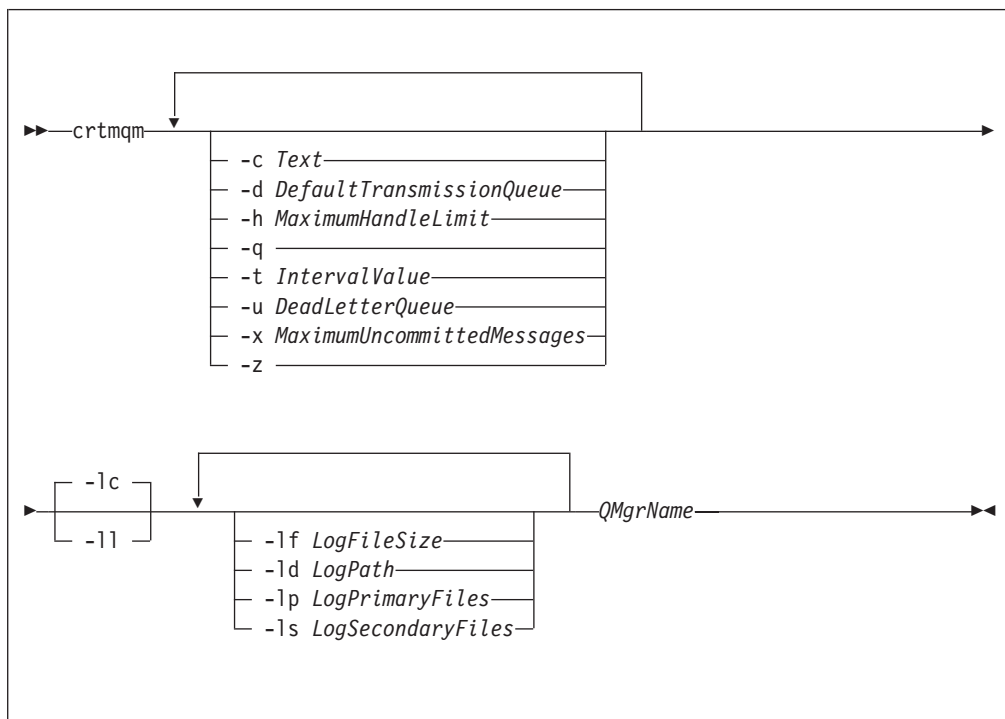 crtmqm
-c Text
-d DefaultTransmissionQueue
-h MaximumHandleLimit
-q
-t IntervalValue
-u DeadLetterQueue
-x MaximumUncommittedMessages
-z
-lc
-ll
-lf LogFileSize
-ld LogPath
-lp LogPrimaryFiles
-ls LogSecondaryFiles
QMgrName